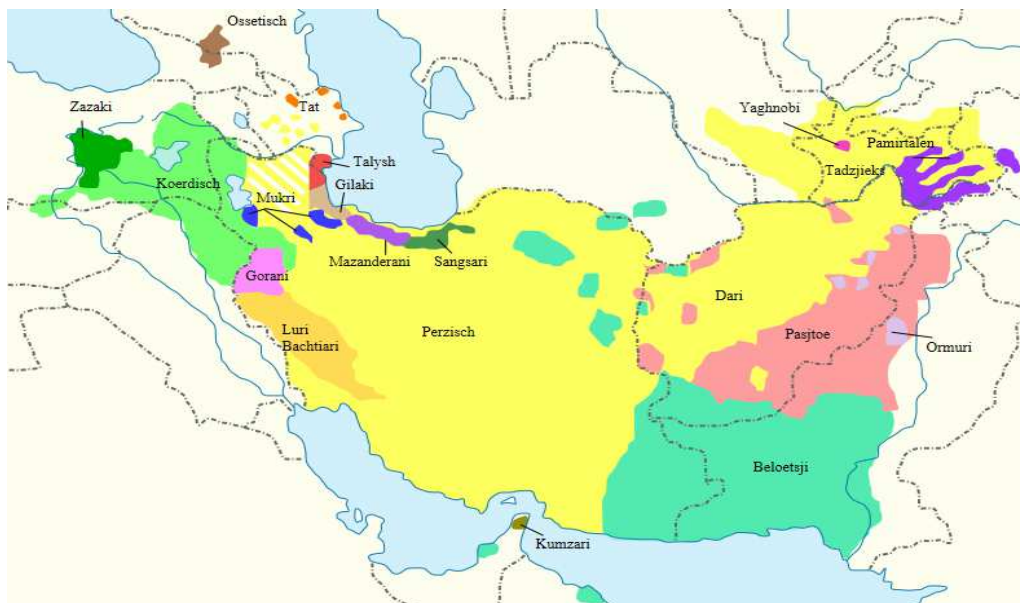 Ossetisch
Zazaki
Tat
Yaghnobi
Pamirtalen
Talysh
Tadzjieks
Koerdisch
Gilaki
Mukri
Mazanderani
Sangsari
Gorani
Dari
Luri
Bachtiari
Perzisch
Pasjtoe
Ormuri
Beloetsji
Kumzari